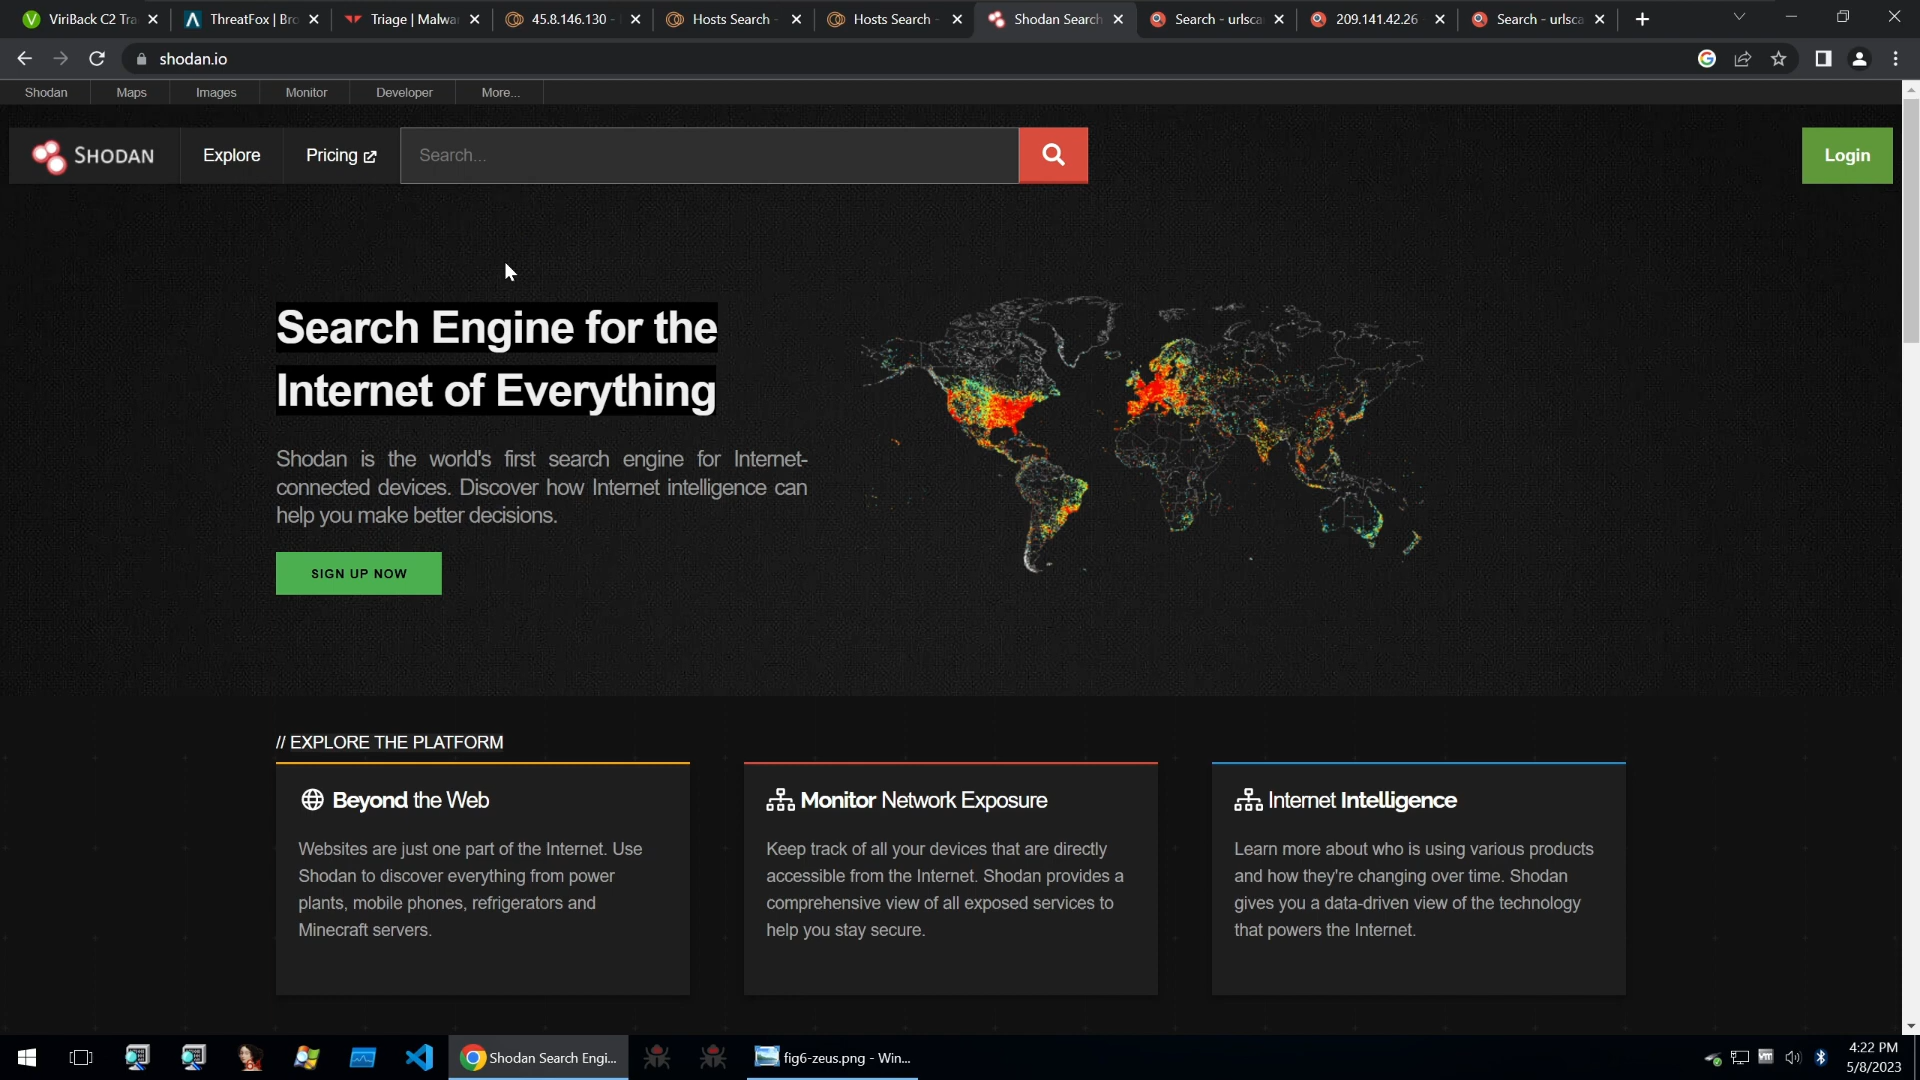 ViriBack C2 Tra
ThreatFox | Bro
Triage | Malwar
45.8.146.130 -
Hosts Search -
Hosts Search -
Shodan Search
Search - urlsca
209.141.42.26
Search - urlsca
shodan.io
Shodan
Maps
Images
Monitor
Developer
More...
SHODAN
Explore
Pricing
Search...
Login
Search Engine for the
Internet of Everything
Shodan is the world's first search engine for Internet-
connected devices. Discover how Internet intelligence can
help you make better decisions.
SIGN UP NOW
// EXPLORE THE PLATFORM
Beyond the Web
Websites are just one part of the Internet. Use
Shodan to discover everything from power
plants, mobile phones, refrigerators and
Minecraft servers.
Monitor Network Exposure
Keep track of all your devices that are directly
accessible from the Internet. Shodan provides a
comprehensive view of all exposed services to
help you stay secure.
Internet Intelligence
Learn more about who is using various products
and how they're changing over time. Shodan
gives you a data-driven view of the technology
that powers the Internet.
Shodan Search Engi...
fig6-zeus.png - Win...
4:22 PM
5/8/2023